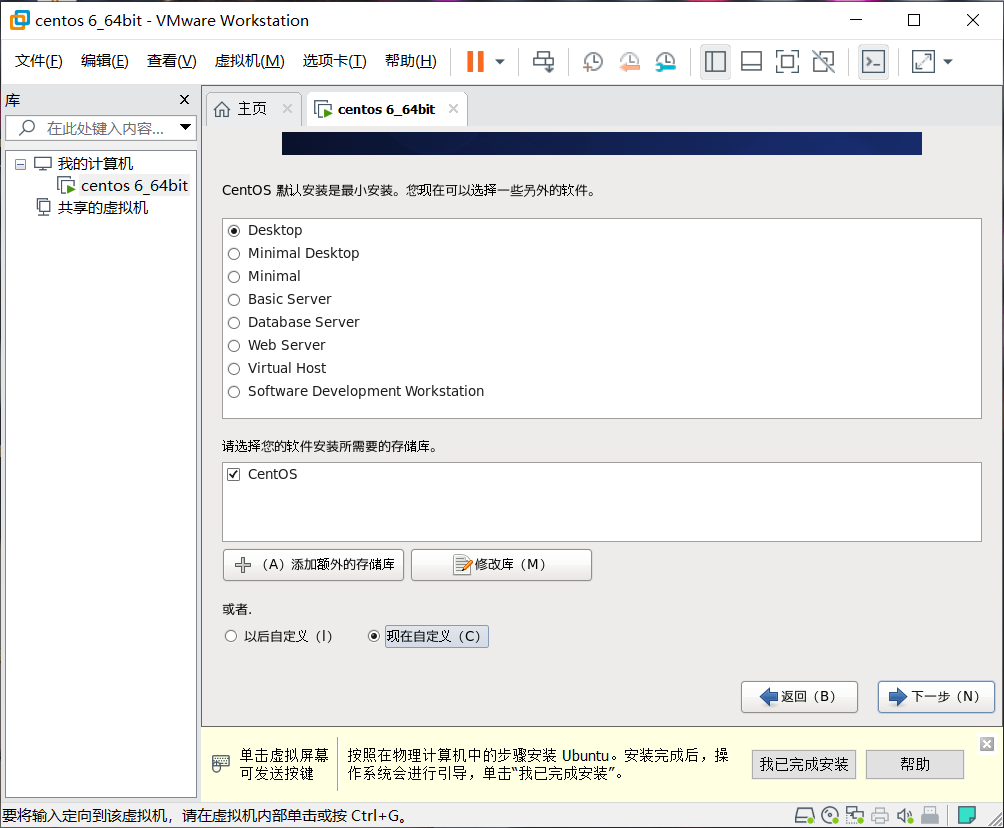 centos 6_64bit - VMware Workstation
文件(F) 编辑(E) 查看(V) 虚拟机(M) 选项卡(T) 帮助(H)
库
在此处键入内容...
我的计算机
centos 6_64bit
共享的虚拟机
主页 centos 6_64bit
CentOS 默认安装是最小安装。您现在可以选择一些另外的软件。
Desktop
Minimal Desktop
Minimal
Basic Server
Database Server
Web Server
Virtual Host
Software Development Workstation
请选择您的软件安装所需要的存储库。
CentOS
（A）添加额外的存储库 修改库（M）
或者.
以后自定义（l） 现在自定义（C）
返回（B） 下一步（N）
单击虚拟屏幕
可发送按键
按照在物理计算机中的步骤安装 Ubuntu。安装完成后，操
作系统会进行引导，单击“我已完成安装”。
我已完成安装 帮助
要将输入定向到该虚拟机，请在虚拟机内部单击或按 Ctrl+G。